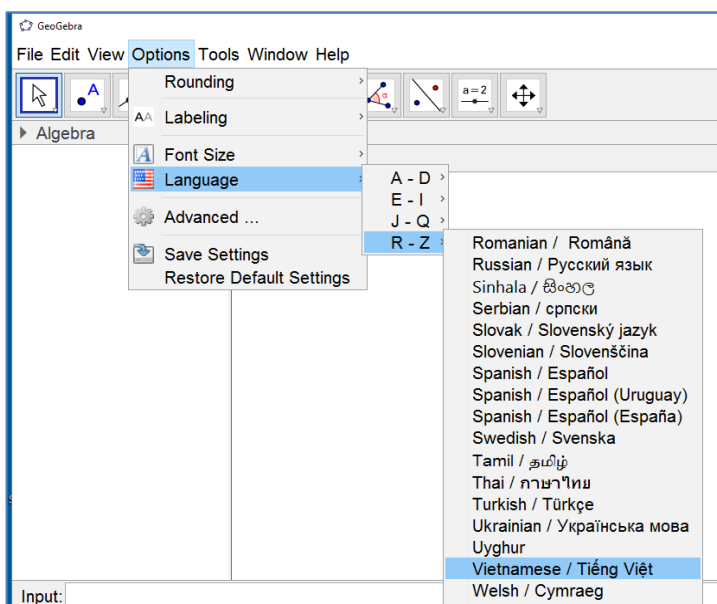 GeoGebra
File Edit View Options Tools Window Help
A
α
a=2
Algebra
Rounding
AA Labeling
A Font Size
Language
Advanced ...
Save Settings
Restore Default Settings
A - D
E - I
J - Q
R - Z
Romanian / Română
Russian / Русский язык
Sinhala / සිංහල
Serbian / српски
Slovak / Slovenský jazyk
Slovenian / Slovenščina
Spanish / Español
Spanish / Español (Uruguay)
Spanish / Español (España)
Swedish / Svenska
Tamil / தமிழ்
Thai / ภาษาไทย
Turkish / Türkçe
Ukrainian / Українська мова
Uyghur
Vietnamese / Tiếng Việt
Welsh / Cymraeg
Input: